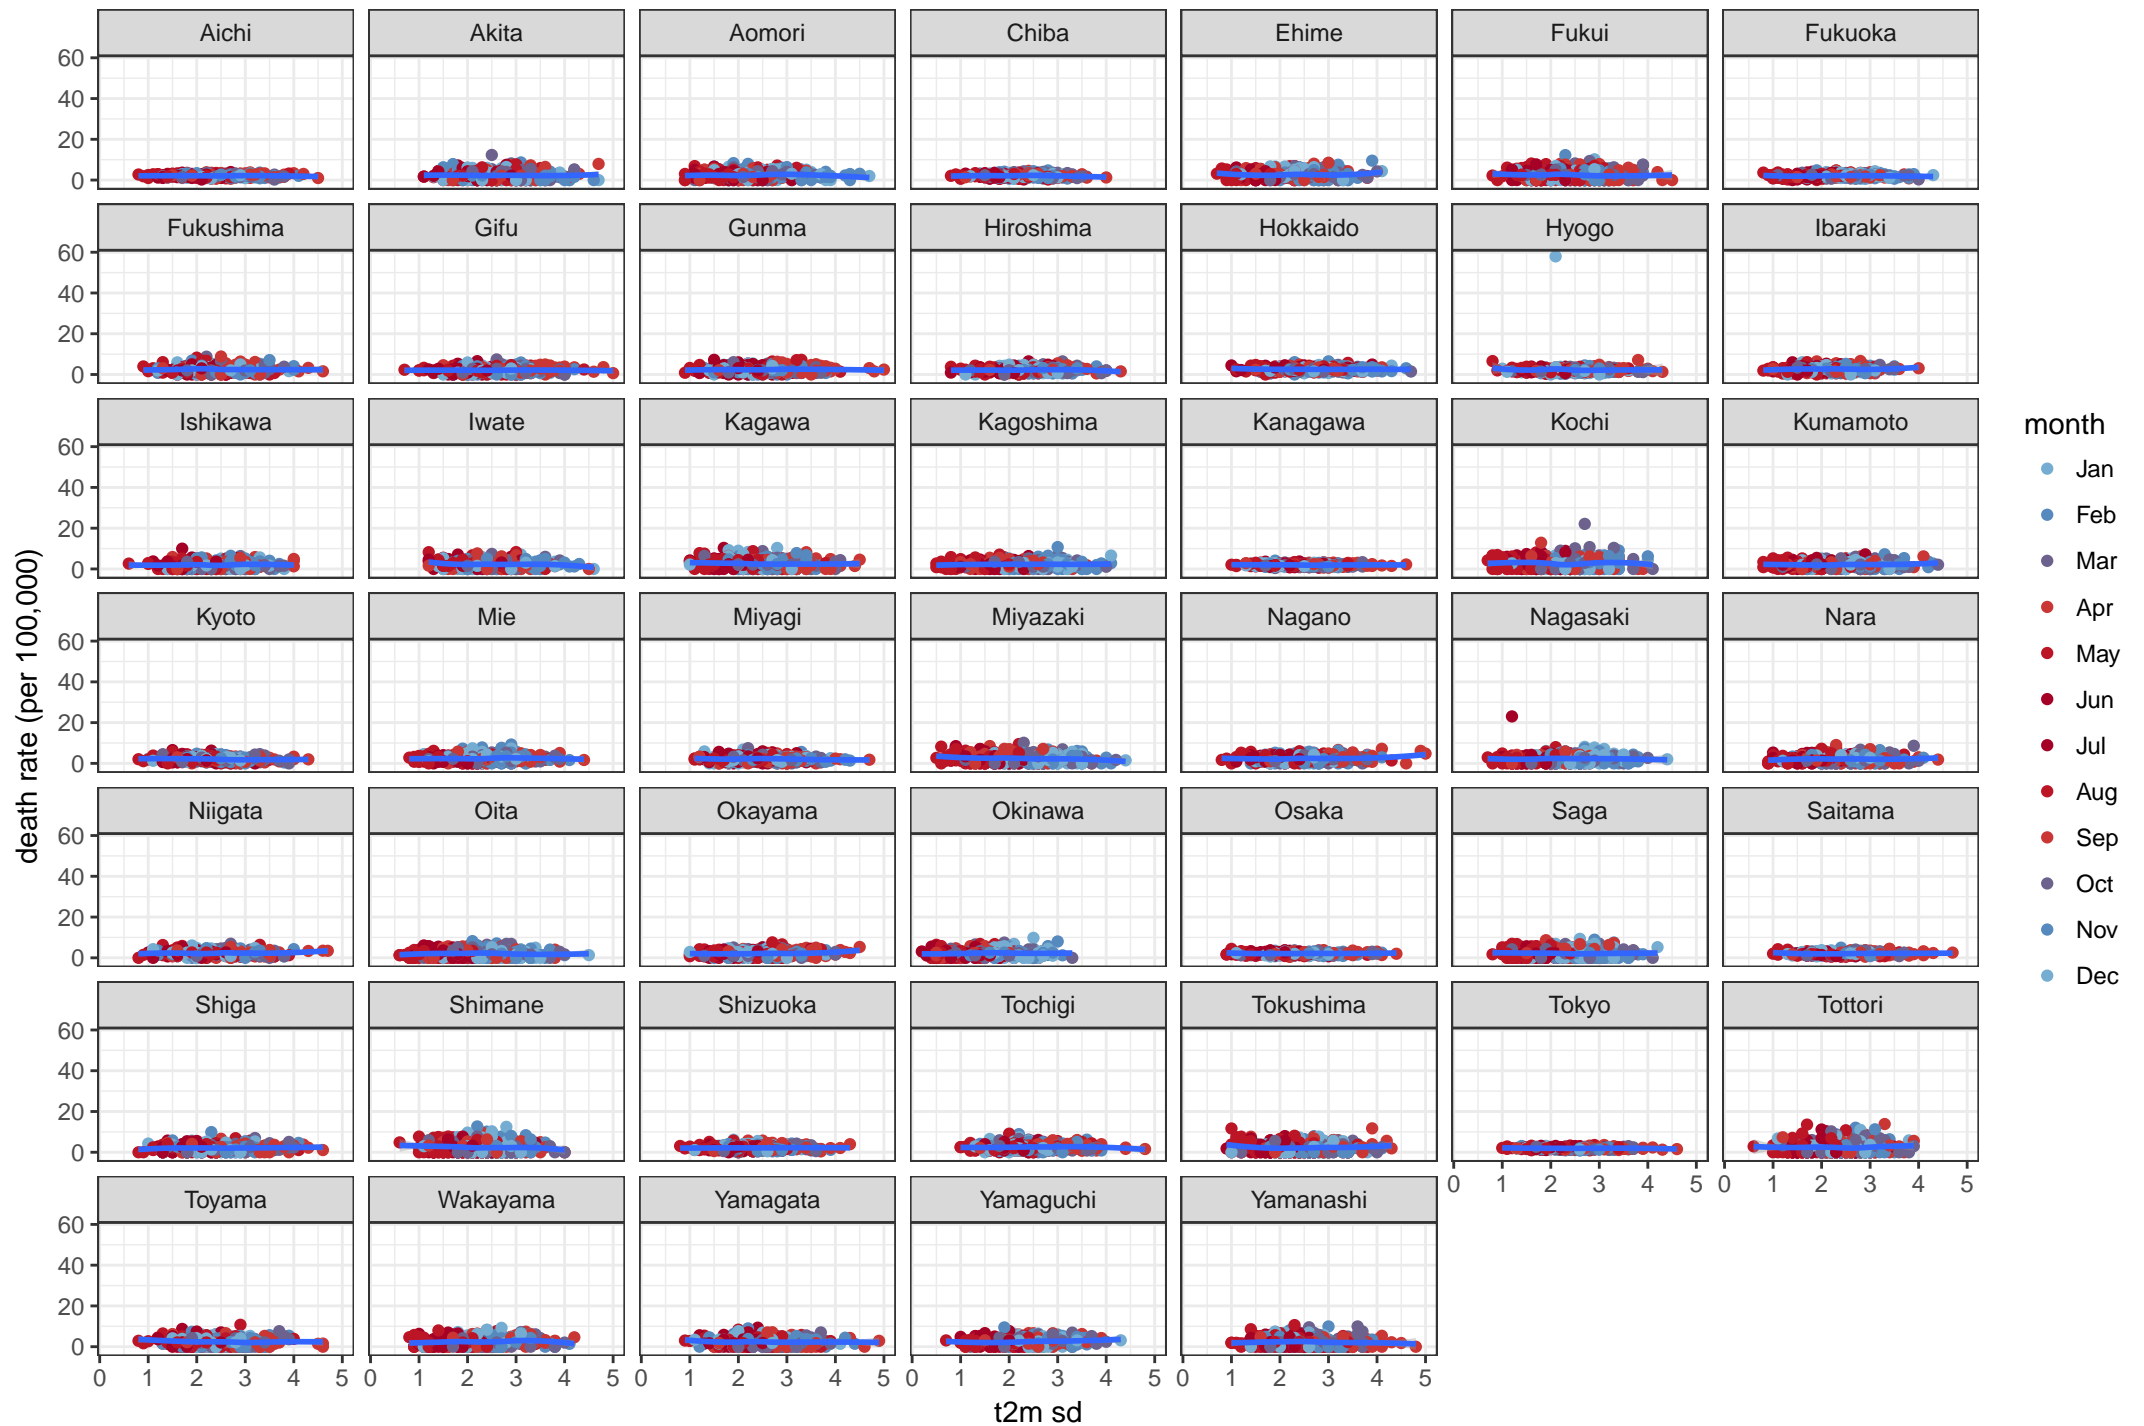 Aichi Akita Aomori Chiba Ehime Fukui Fukuoka
60
40
20
0
Fukushima Gifu Gunma Hiroshima Hokkaido Hyogo Ibaraki
60
40
20
0
Ishikawa Iwate Kagawa Kagoshima Kanagawa Kochi Kumamoto
60
40
20
0
Kyoto Mie Miyagi Miyazaki Nagano Nagasaki Nara
60
40
20
0
Niigata Oita Okayama Okinawa Osaka Saga Saitama
60
40
20
0
Shiga Shimane Shizuoka Tochigi Tokushima Tokyo Tottori
60
40
20
0
0 1 2 3 4 5 0 1 2 3 4 5
Toyama Wakayama Yamagata Yamaguchi Yamanashi
60
40
20
0
0 1 2 3 4 5 0 1 2 3 4 5 0 1 2 3 4 5 0 1 2 3 4 5 0 1 2 3 4 5
t2m sd
death rate (per 100,000)
month
Jan
Feb
Mar
Apr
May
Jun
Jul
Aug
Sep
Oct
Nov
Dec